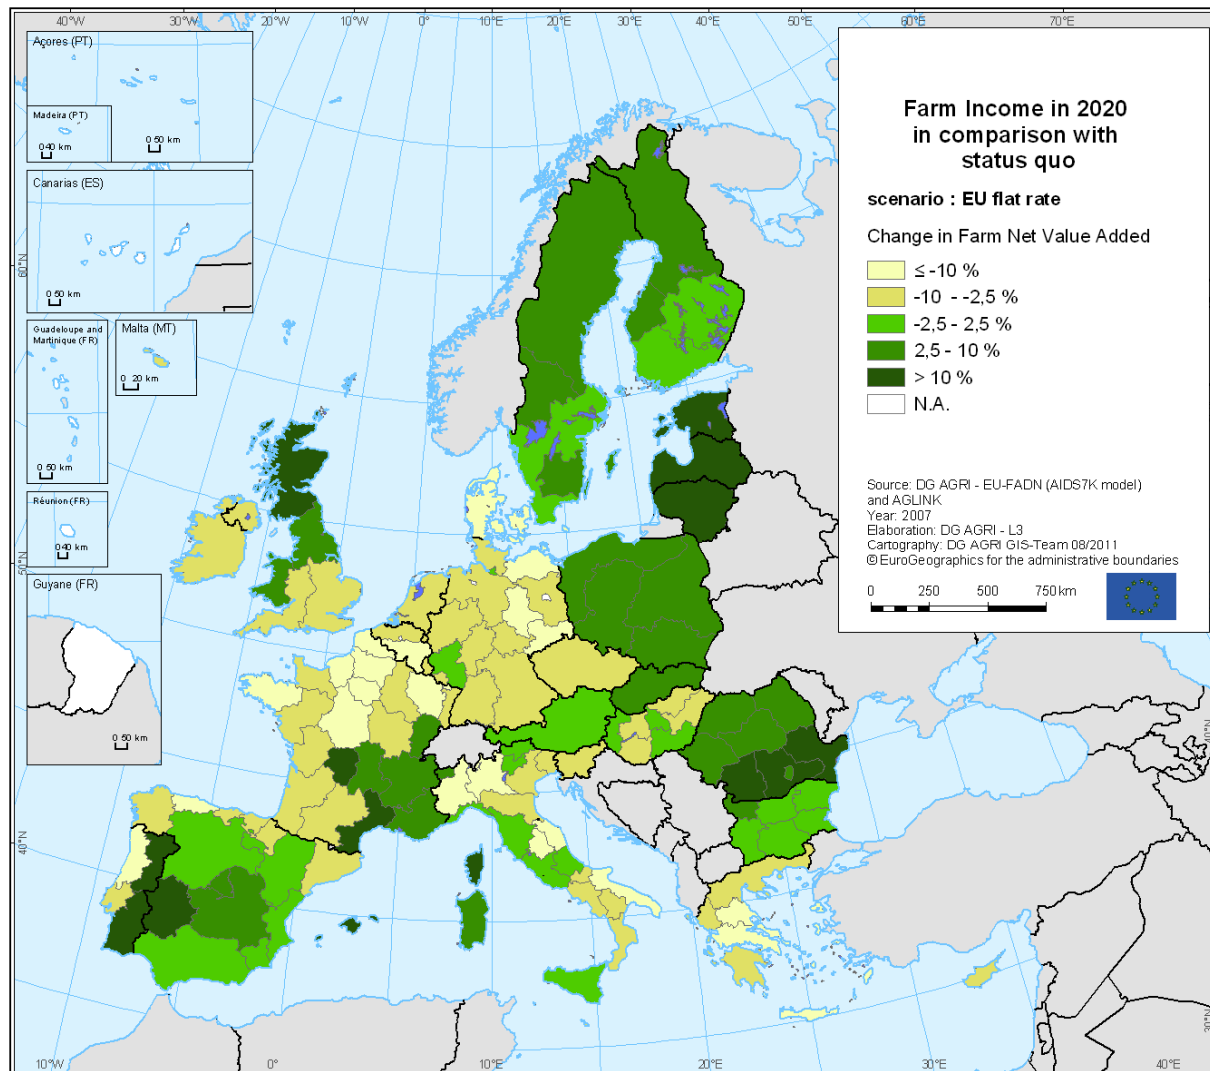 40°W
30°W
20°W
10°W
0°
10°E
20°E
30°E
40°E
50°E
60°E
70°E
Açores (PT)
Madeira (PT)
0 40 km
0 50 km
Canarias (ES)
0 50 km
Guadeloupe and
Martinique (FR)
0 50 km
Malta (MT)
0 20 km
Réunion (FR)
0 40 km
Guyane (FR)
0 50 km
60°N
50°N
40°N
40°N
30°N
Farm Income in 2020
in comparison with
status quo
scenario : EU flat rate
Change in Farm Net Value Added
≤ -10 %
-10 - -2,5 %
-2,5 - 2,5 %
2,5 - 10 %
> 10 %
N.A.
Source: DG AGRI - EU-FADN (AIDS7K model)
and AGLINK
Year: 2007
Elaboration: DG AGRI - L3
Cartography: DG AGRI GIS-Team 08/2011
© EuroGeographics for the administrative boundaries
0 250 500 750 km
10°W
0°
10°E
20°E
30°E
40°E